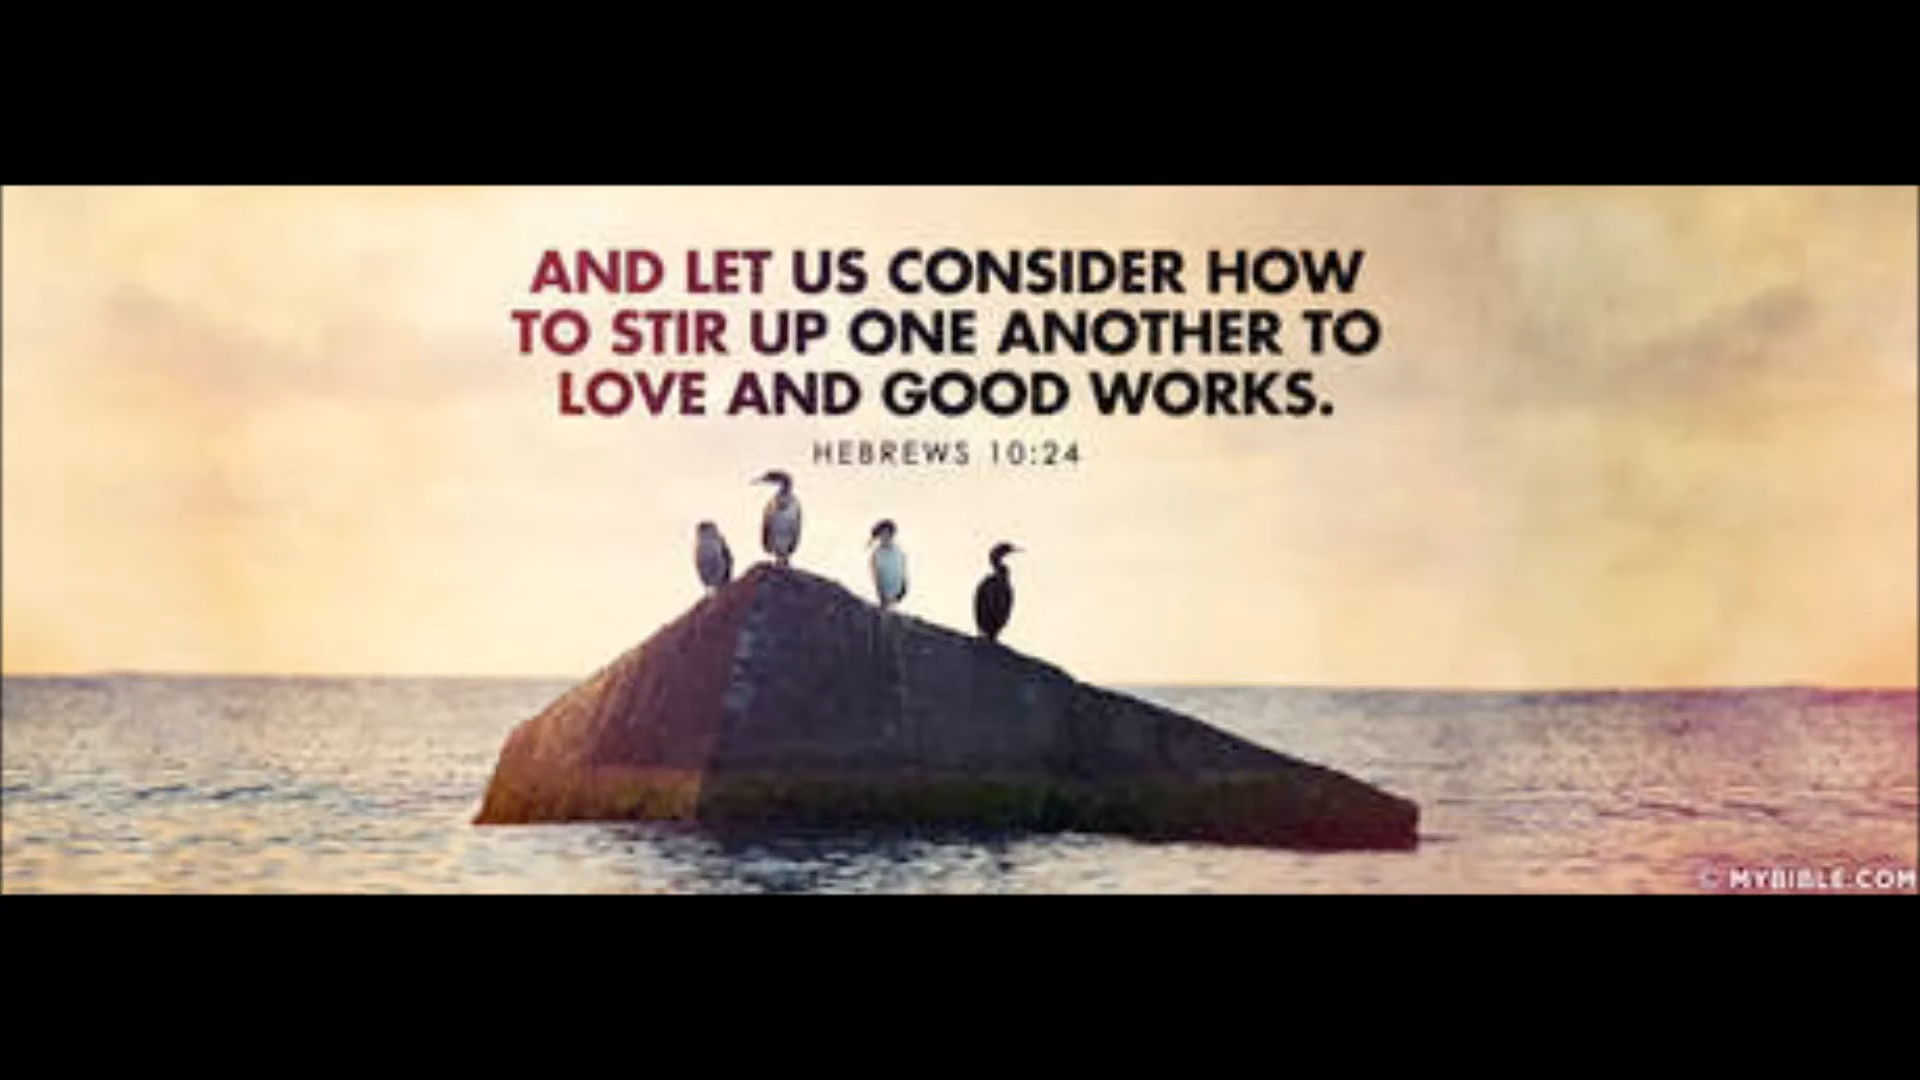 AND LET US CONSIDER HOW
TO STIR UP ONE ANOTHER TO
LOVE AND GOOD WORKS.
HEBREWS 10:24
© MYBIBLE.COM